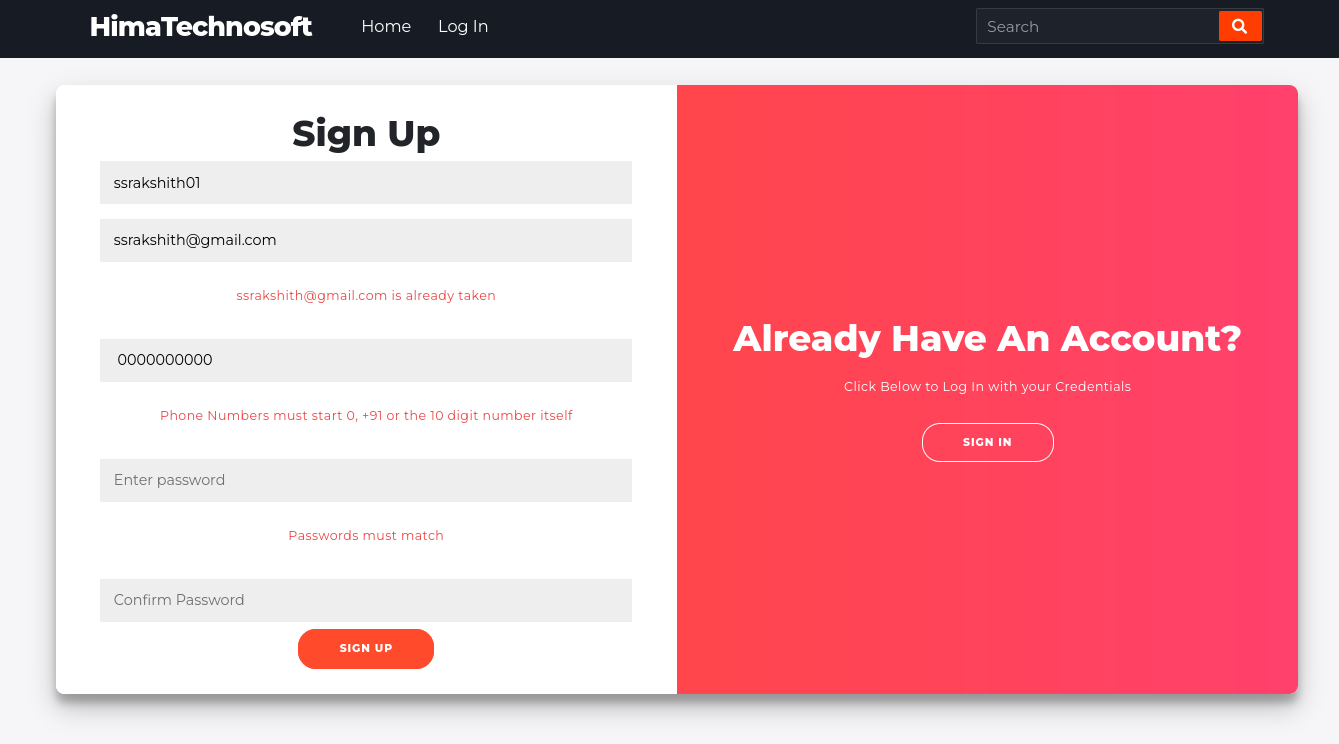 HimaTechnosoft Home Log In Search
Sign Up
ssrakshith01
ssrakshith@gmail.com
ssrakshith@gmail.com is already taken
0000000000
Phone Numbers must start 0, +91 or the 10 digit number itself
Enter password
Passwords must match
Confirm Password
SIGN UP
Already Have An Account?
Click Below to Log In with your Credentials
SIGN IN